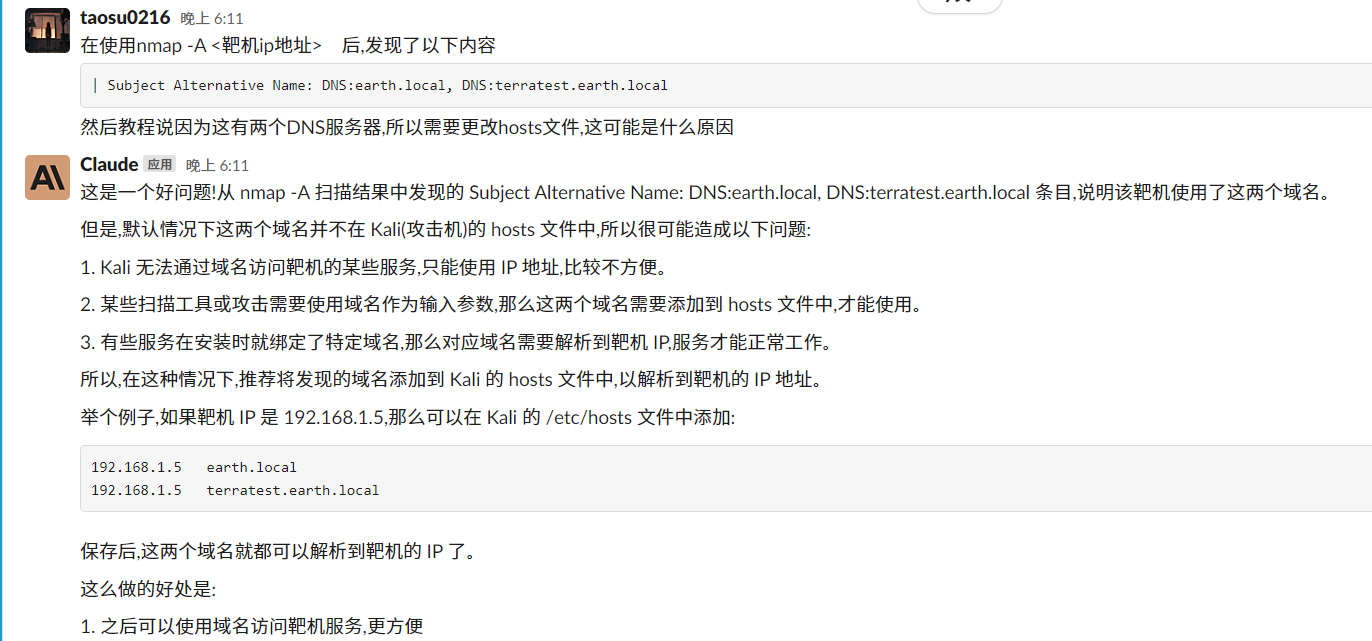 taosu0216 晚上 6:11
在使用nmap -A <靶机ip地址> 后,发现了以下内容
| Subject Alternative Name: DNS:earth.local, DNS:terratest.earth.local
然后教程说因为这有两个DNS服务器,所以需要更改hosts文件,这可能是什么原因
Claude 应用 晚上 6:11
这是一个好问题!从 nmap -A 扫描结果中发现的 Subject Alternative Name: DNS:earth.local, DNS:terratest.earth.local 条目,说明该靶机使用了这两个域名。
但是,默认情况下这两个域名并不在 Kali(攻击机)的 hosts 文件中,所以很可能造成以下问题:
1. Kali 无法通过域名访问靶机的某些服务,只能使用 IP 地址,比较不方便。
2. 某些扫描工具或攻击需要使用域名作为输入参数,那么这两个域名需要添加到 hosts 文件中,才能使用。
3. 有些服务在安装时就绑定了特定域名,那么对应域名需要解析到靶机 IP,服务才能正常工作。
所以,在这种情况下,推荐将发现的域名添加到 Kali 的 hosts 文件中,以解析到靶机的 IP 地址。
举个例子,如果靶机 IP 是 192.168.1.5,那么可以在 Kali 的 /etc/hosts 文件中添加:
192.168.1.5 earth.local
192.168.1.5 terratest.earth.local
保存后,这两个域名就都可以解析到靶机的 IP 了。
这么做的好处是:
1. 之后可以使用域名访问靶机服务,更方便